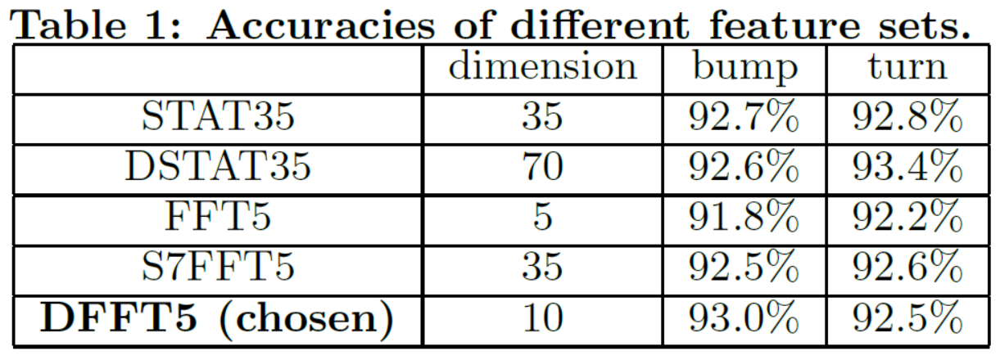 Table 1: Accuracies of different feature sets.
dimension bump turn
STAT35 35 92.7% 92.8%
DSTAT35 70 92.6% 93.4%
FFT5 5 91.8% 92.2%
S7FFT5 35 92.5% 92.6%
DFFT5 (chosen) 10 93.0% 92.5%